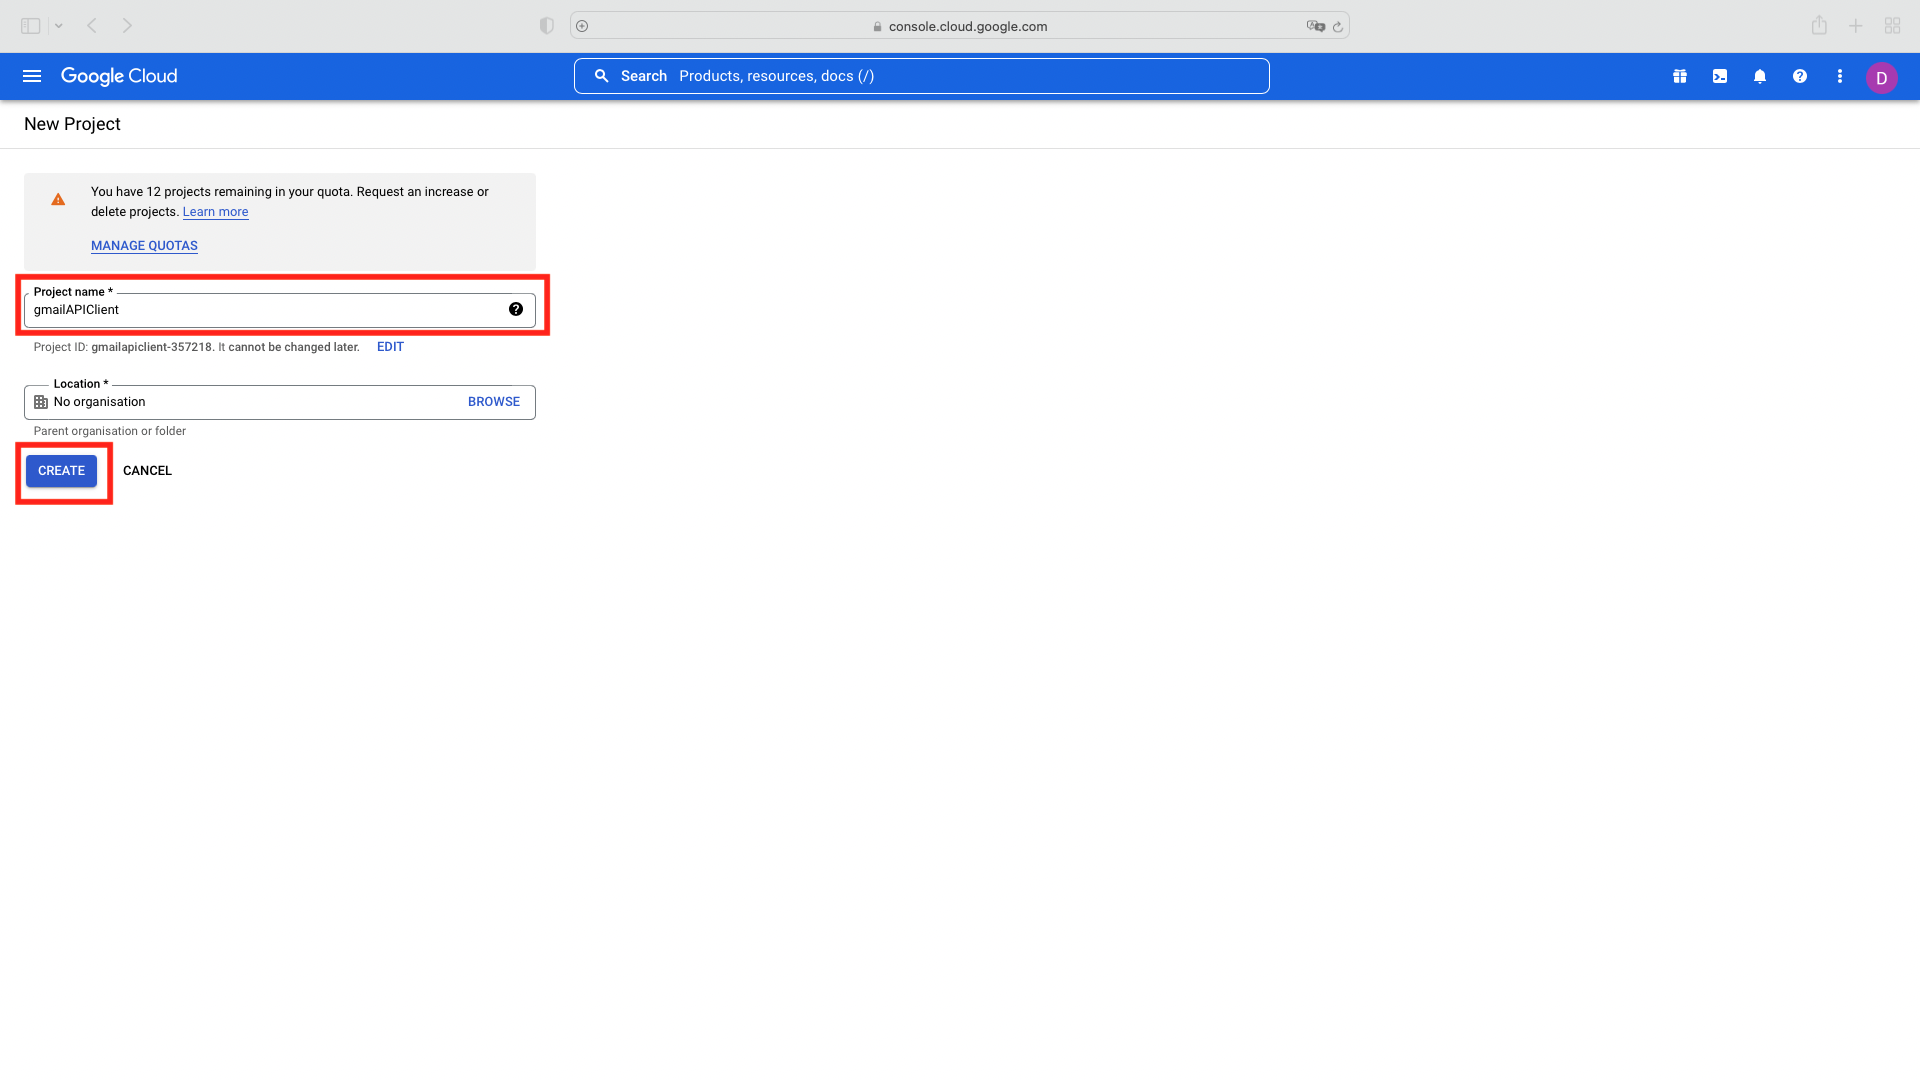 console.cloud.google.com
Google Cloud
Search Products, resources, docs (/)
D
New Project
You have 12 projects remaining in your quota. Request an increase or
delete projects. Learn more
MANAGE QUOTAS
Project name *
gmailAPIClient
Project ID: gmailapiclient-357218. It cannot be changed later. EDIT
Location *
No organisation BROWSE
Parent organisation or folder
CREATE CANCEL